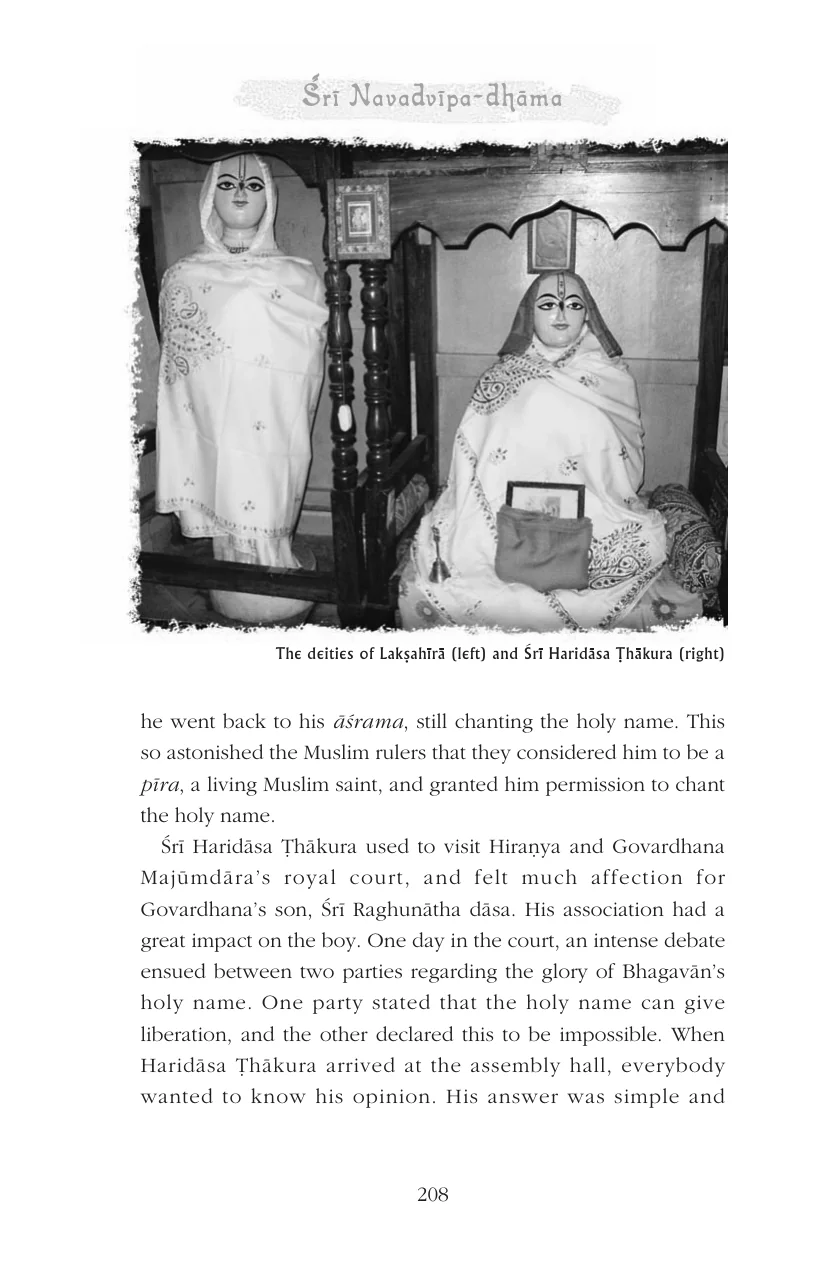 Śrī Navadvīpa-dhāma
The deities of Lakṣahīrā (left) and Śrī Haridāsa Ṭhākura (right)
he went back to his āśrama, still chanting the holy name. This
so astonished the Muslim rulers that they considered him to be a
pīra, a living Muslim saint, and granted him permission to chant
the holy name.
Śrī Haridāsa Ṭhākura used to visit Hiraṇya and Govardhana
Majūmdāra’s royal court, and felt much affection for
Govardhana’s son, Śrī Raghunātha dāsa. His association had a
great impact on the boy. One day in the court, an intense debate
ensued between two parties regarding the glory of Bhagavān’s
holy name. One party stated that the holy name can give
liberation, and the other declared this to be impossible. When
Haridāsa Ṭhākura arrived at the assembly hall, everybody
wanted to know his opinion. His answer was simple and
208